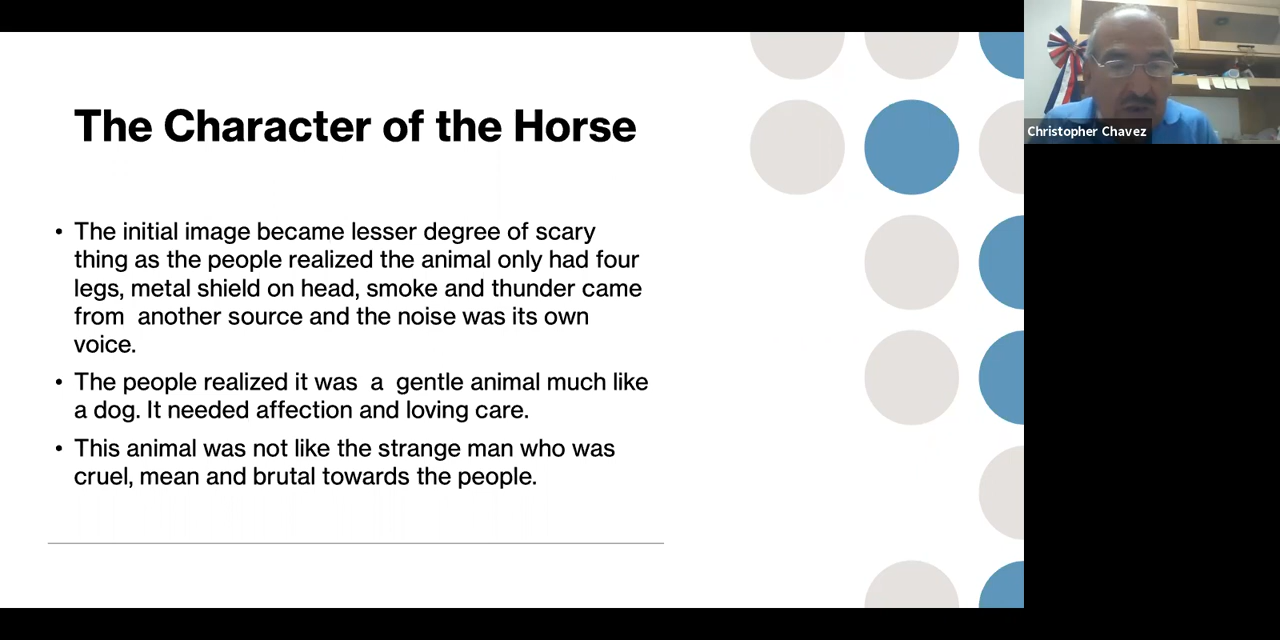 The Character of the Horse
• The initial image became lesser degree of scary
thing as the people realized the animal only had four
legs, metal shield on head, smoke and thunder came
from  another source and the noise was its own
voice.
• The people realized it was  a  gentle animal much like
a dog. It needed affection and loving care.
• This animal was not like the strange man who was
cruel, mean and brutal towards the people.
Christopher Chavez